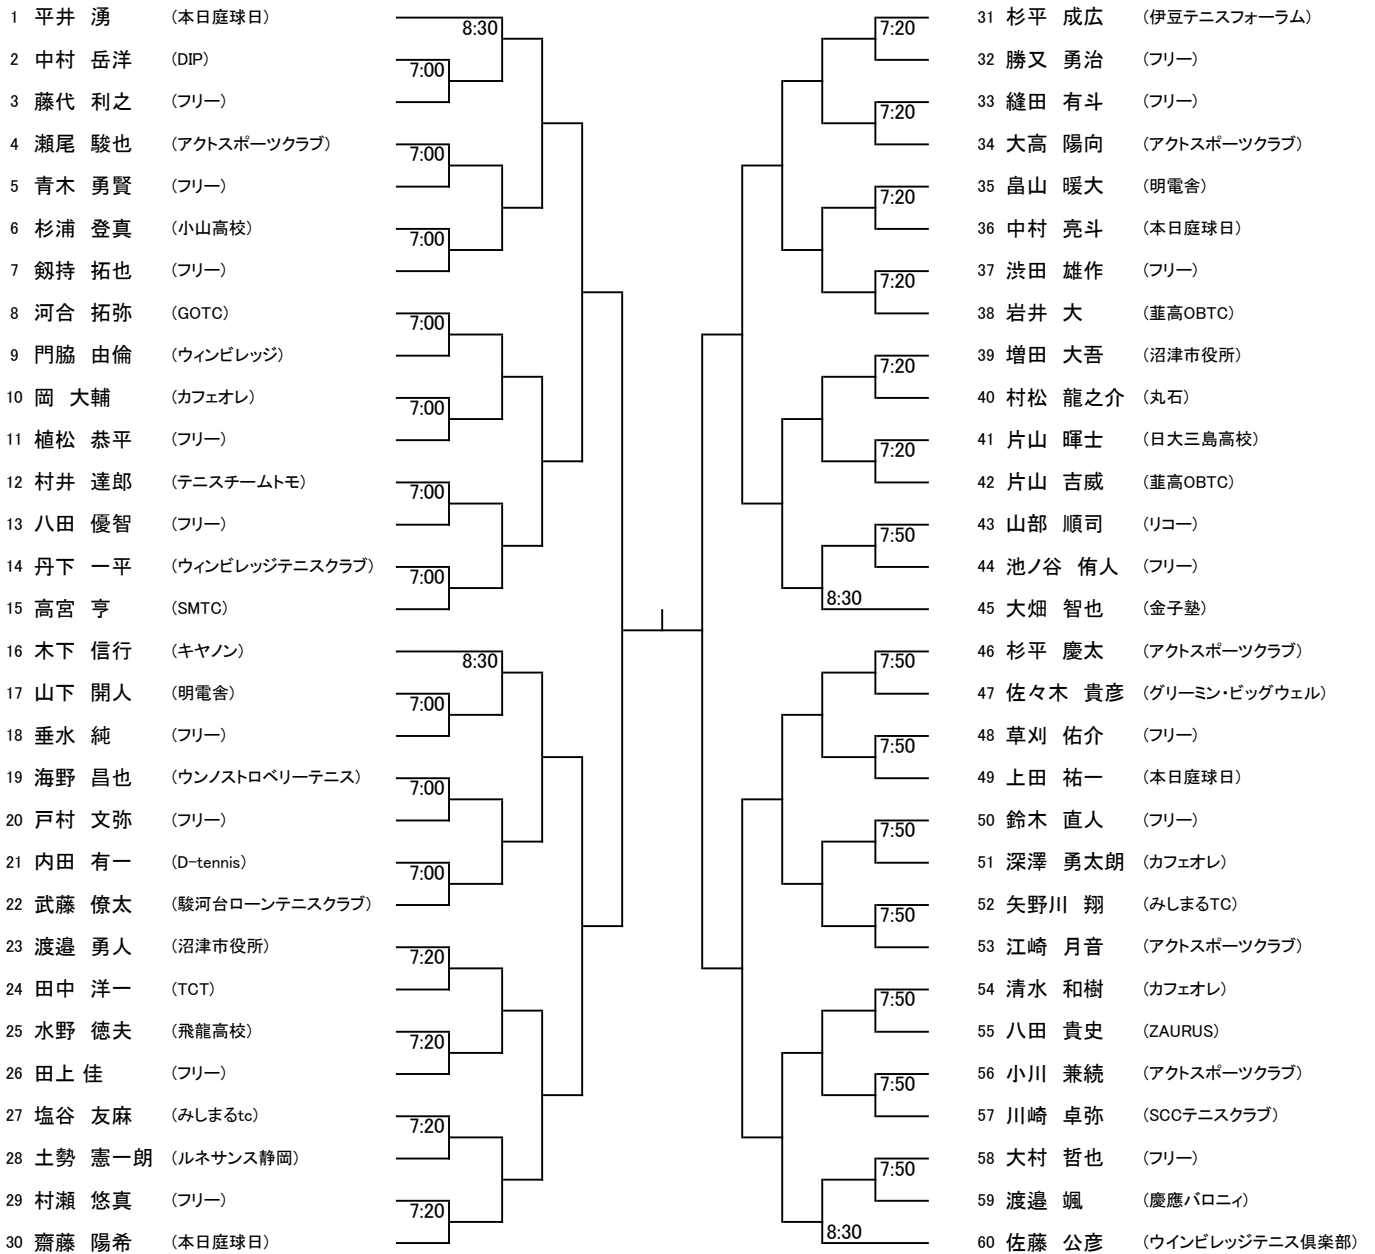 1 平井 湧 (本日庭球日)
8:30
2 中村 岳洋 (DIP)
7:00
3 藤代 利之 (フリー)
4 瀬尾 駿也 (アクトスポーツクラブ)
7:00
5 青木 勇賢 (フリー)
6 杉浦 登真 (小山高校)
7:00
7 剱持 拓也 (フリー)
8 河合 拓弥 (GOTC)
7:00
9 門脇 由倫 (ウィンビレッジ)
10 岡 大輔 (カフェオレ)
7:00
11 植松 恭平 (フリー)
12 村井 達郎 (テニスチームトモ)
7:00
13 八田 優智 (フリー)
14 丹下 一平 (ウィンビレッジテニスクラブ)
7:00
15 高宮 亨 (SMTC)
16 木下 信行 (キヤノン)
8:30
17 山下 開人 (明電舎)
7:00
18 垂水 純 (フリー)
19 海野 昌也 (ウンノストロベリーテニス)
7:00
20 戸村 文弥 (フリー)
21 内田 有一 (D-tennis)
7:00
22 武藤 僚太 (駿河台ローンテニスクラブ)
23 渡邉 勇人 (沼津市役所)
7:20
24 田中 洋一 (TCT)
25 水野 徳夫 (飛龍高校)
7:20
26 田上 佳 (フリー)
27 塩谷 友麻 (みしまるtc)
7:20
28 土勢 憲一朗 (ルネサンス静岡)
29 村瀬 悠真 (フリー)
7:20
30 齋藤 陽希 (本日庭球日)
31 杉平 成広 (伊豆テニスフォーラム)
7:20
32 勝又 勇治 (フリー)
33 縫田 有斗 (フリー)
7:20
34 大高 陽向 (アクトスポーツクラブ)
35 畠山 暖大 (明電舎)
7:20
36 中村 亮斗 (本日庭球日)
37 渋田 雄作 (フリー)
7:20
38 岩井 大 (韮高OBTC)
39 増田 大吾 (沼津市役所)
7:20
40 村松 龍之介 (丸石)
41 片山 暉士 (日大三島高校)
7:20
42 片山 吉威 (韮高OBTC)
43 山部 順司 (リコー)
7:50
44 池ノ谷 侑人 (フリー)
8:30
45 大畑 智也 (金子塾)
46 杉平 慶太 (アクトスポーツクラブ)
7:50
47 佐々木 貴彦 (グリーミン・ビッグウェル)
48 草刈 佑介 (フリー)
7:50
49 上田 祐一 (本日庭球日)
50 鈴木 直人 (フリー)
7:50
51 深澤 勇太朗 (カフェオレ)
52 矢野川 翔 (みしまるTC)
7:50
53 江崎 月音 (アクトスポーツクラブ)
54 清水 和樹 (カフェオレ)
7:50
55 八田 貴史 (ZAURUS)
56 小川 兼続 (アクトスポーツクラブ)
7:50
57 川崎 卓弥 (SCCテニスクラブ)
58 大村 哲也 (フリー)
7:50
59 渡邉 颯 (慶應バロニィ)
8:30
60 佐藤 公彦 (ウインビレッジテニス倶楽部)